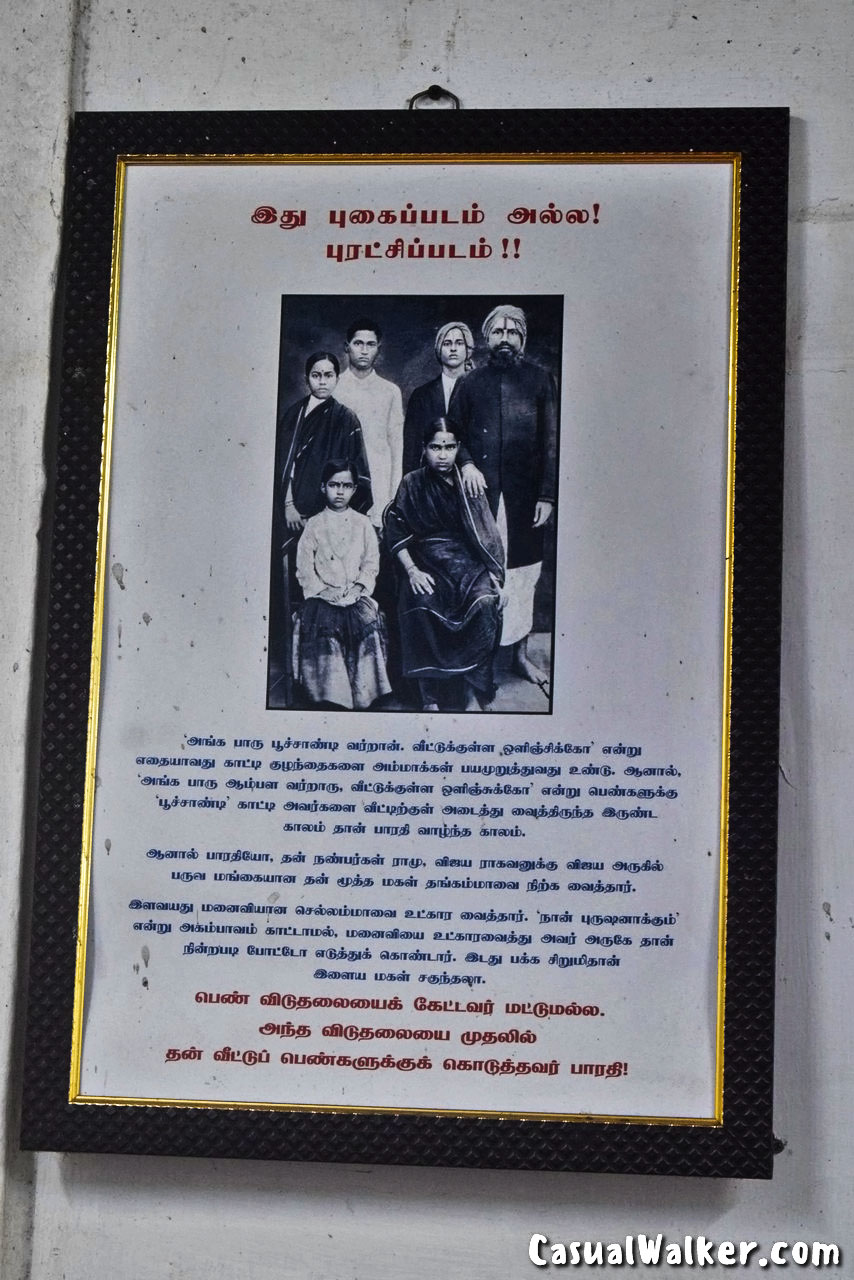 இது புகைப்படம் அல்ல!
புரட்சிப்படம் !!
'அங்க பாரு பூச்சாண்டி வர்றான். வீட்டுக்குள்ள ஒளிஞ்சிக்கோ' என்று
எதையாவது காட்டி குழந்தைகளை அம்மாக்கள் பயமுறுத்துவது உண்டு. ஆனால்,
'அங்க பாரு ஆம்பள வர்றாரு, வீட்டுக்குள்ள ஒளிஞ்சுக்கோ' என்று பெண்களுக்கு
'பூச்சாண்டி' காட்டி அவர்களை வீட்டிற்குள் அடைத்து வைத்திருந்த இருண்ட
காலம் தான் பாரதி வாழ்ந்த காலம்.
ஆனால் பாரதியோ, தன் நண்பர்கள் ராமு, விஜய ராகவனுக்கு விஜய அருகில்
பருவ மங்கையான தன் மூத்த மகள் தங்கம்மாவை நிற்க வைத்தார்.
இளவயது மனைவியான செல்லம்மாவை உட்கார வைத்தார். 'நான் புருஷனாக்கும்'
என்று அகம்பாவம் காட்டாமல், மனைவியை உட்காரவைத்து அவர் அருகே தான்
நின்றபடி போட்டோ எடுத்துக் கொண்டார். இடது பக்க சிறுமிதான்
இளைய மகள் சகுந்தலா.
பெண் விடுதலையைக் கேட்டவர் மட்டுமல்ல.
அந்த விடுதலையை முதலில்
தன் வீட்டுப் பெண்களுக்குக் கொடுத்தவர் பாரதி!
CasualWalker.com